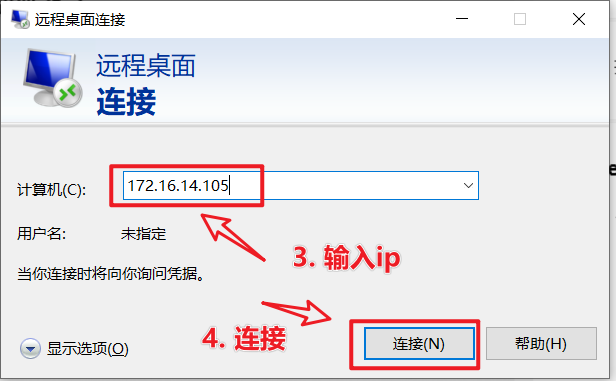 远程桌面连接
远程桌面
连接
计算机(C):
172.16.14.105
用户名:
未指定
3. 输入ip
当你连接时将向你询问凭据。
4. 连接
显示选项(O)
连接(N)
帮助(H)